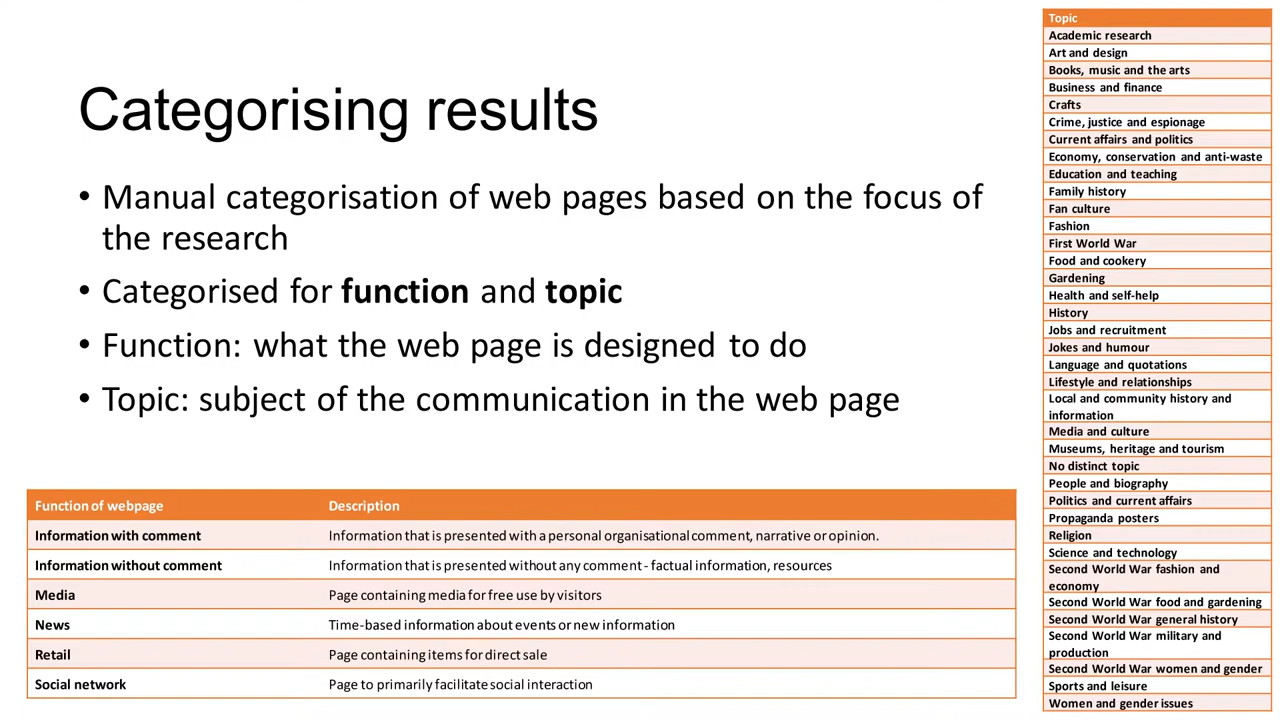 Categorising results
• Manual categorisation of web pages based on the focus of
the research
• Categorised for function and topic
• Function: what the web page is designed to do
• Topic: subject of the communication in the web page
Function of webpage Description
Information with comment Information that is presented with a personal organisational comment, narrative or opinion.
Information without comment Information that is presented without any comment - factual information, resources
Media Page containing media for free use by visitors
News Time-based information about events or new information
Retail Page containing items for direct sale
Social network Page to primarily facilitate social interaction
Topic
Academic research
Art and design
Books, music and the arts
Business and finance
Crafts
Crime, justice and espionage
Current affairs and politics
Economy, conservation and anti-waste
Education and teaching
Family history
Fan culture
Fashion
First World War
Food and cookery
Gardening
Health and self-help
History
Jobs and recruitment
Jokes and humour
Language and quotations
Lifestyle and relationships
Local and community history and
information
Media and culture
Museums, heritage and tourism
No distinct topic
People and biography
Politics and current affairs
Propaganda posters
Religion
Science and technology
Second World War fashion and
economy
Second World War food and gardening
Second World War general history
Second World War military and
production
Second World War women and gender
Sports and leisure
Women and gender issues